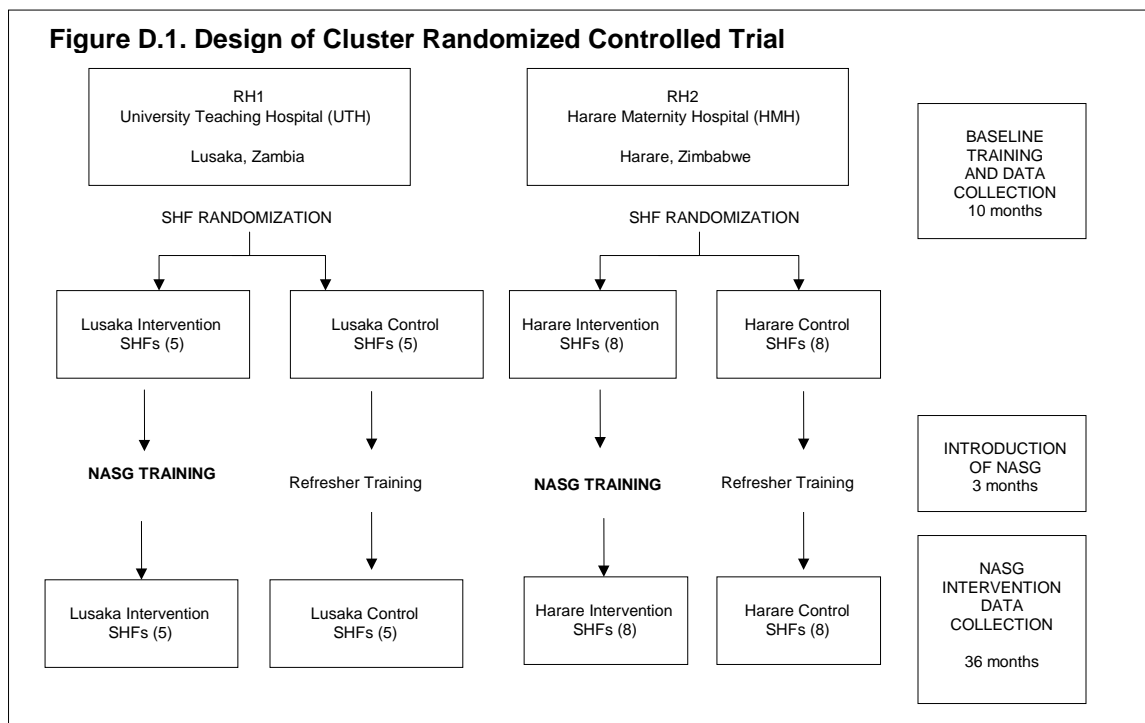 Figure D.1. Design of Cluster Randomized Controlled Trial
RH1
University Teaching Hospital (UTH)
Lusaka, Zambia
RH2
Harare Maternity Hospital (HMH)
Harare, Zimbabwe
BASELINE
TRAINING
AND DATA
COLLECTION
10 months
SHF RANDOMIZATION
SHF RANDOMIZATION
Lusaka Intervention
SHFs (5)
Lusaka Control
SHFs (5)
Harare Intervention
SHFs (8)
Harare Control
SHFs (8)
NASG TRAINING
Refresher Training
NASG TRAINING
Refresher Training
INTRODUCTION
OF NASG
3 months
Lusaka Intervention
SHFs (5)
Lusaka Control
SHFs (5)
Harare Intervention
SHFs (8)
Harare Control
SHFs (8)
NASG
INTERVENTION
DATA
COLLECTION
36 months